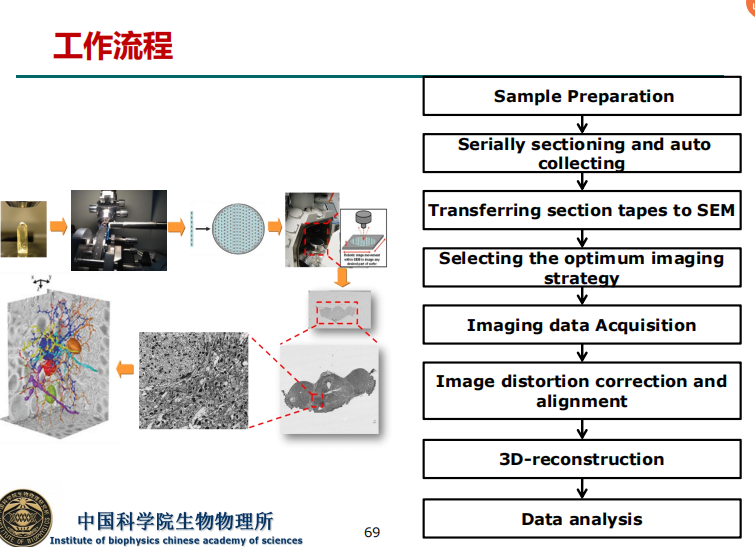 工作流程
Sample Preparation
Serially sectioning and auto
collecting
Transferring section tapes to SEM
Selecting the optimum imaging
strategy
Imaging data Acquisition
Image distortion correction and
alignment
3D-reconstruction
Data analysis
中国科学院生物物理所
Institute of biophysics chinese academy of sciences
69